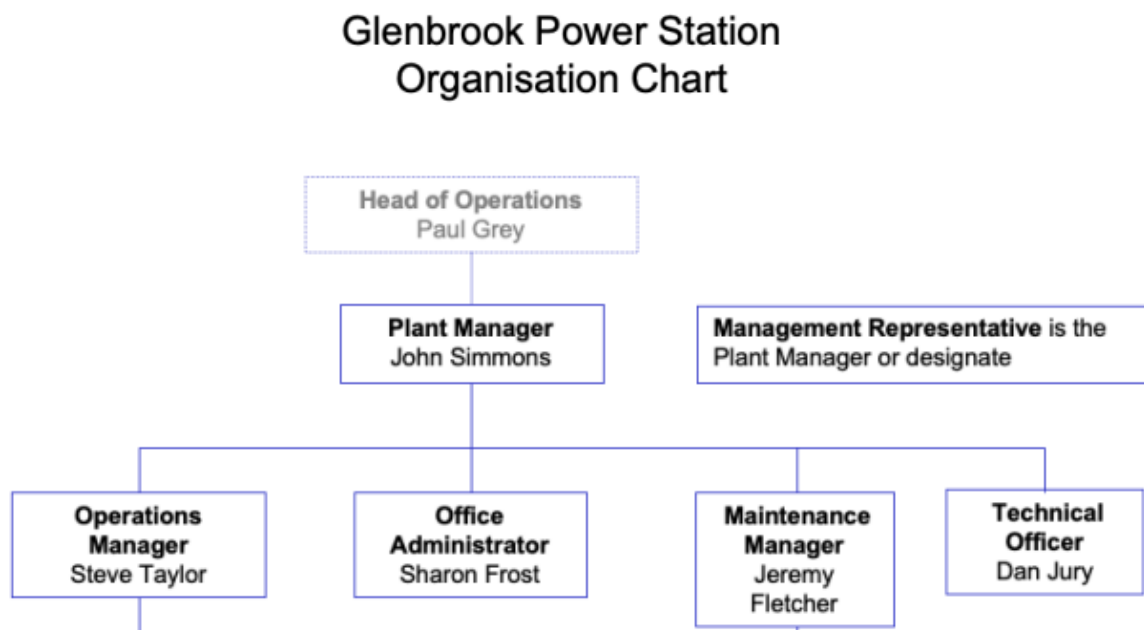 Glenbrook Power Station
Organisation Chart
Head of Operations
Paul Grey
Plant Manager
John Simmons
Management Representative is the
Plant Manager or designate
Operations
Manager
Steve Taylor
Office
Administrator
Sharon Frost
Maintenance
Manager
Jeremy
Fletcher
Technical
Officer
Dan Jury